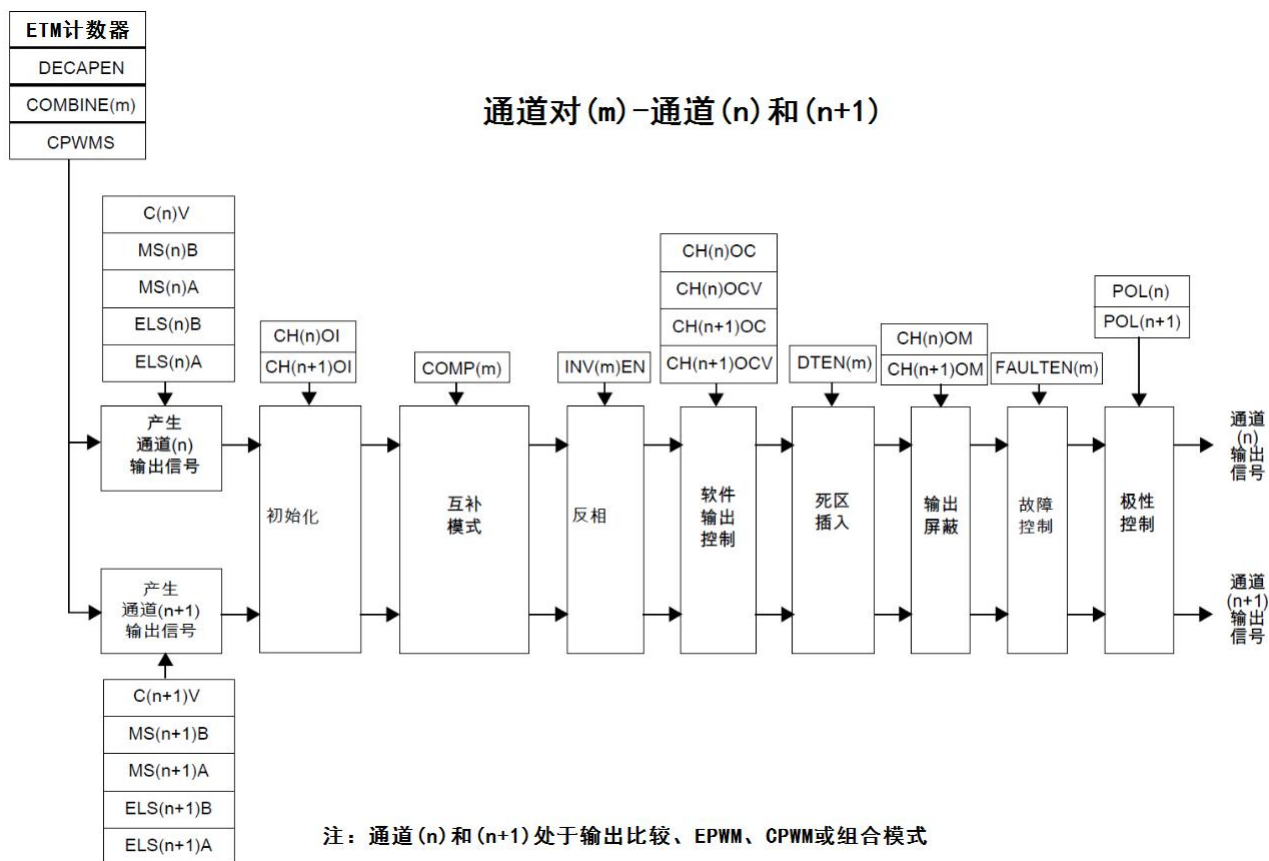 ETM计数器
DECAPEN
COMBINE(m)
CPWMS
通道对(m)-通道(n)和(n+1)
C(n)V
MS(n)B
MS(n)A
ELS(n)B
ELS(n)A
CH(n)OI
CH(n+1)OI
COMP(m)
INV(m)EN
CH(n)OC
CH(n)OCV
CH(n+1)OC
CH(n+1)OCV
DTEN(m)
CH(n)OM
CH(n+1)OM
FAULTEN(m)
POL(n)
POL(n+1)
产生
通道(n)
输出信号
初始化
互补
模式
反相
软件
输出
控制
死区
插入
输出
屏蔽
故障
控制
极性
控制
通道
(n)
输出
信号
产生
通道(n+1)
输出信号
通道
(n+1)
输出
信号
C(n+1)V
MS(n+1)B
MS(n+1)A
ELS(n+1)B
ELS(n+1)A
注：通道(n)和(n+1)处于输出比较、EPWM、CPWM或组合模式